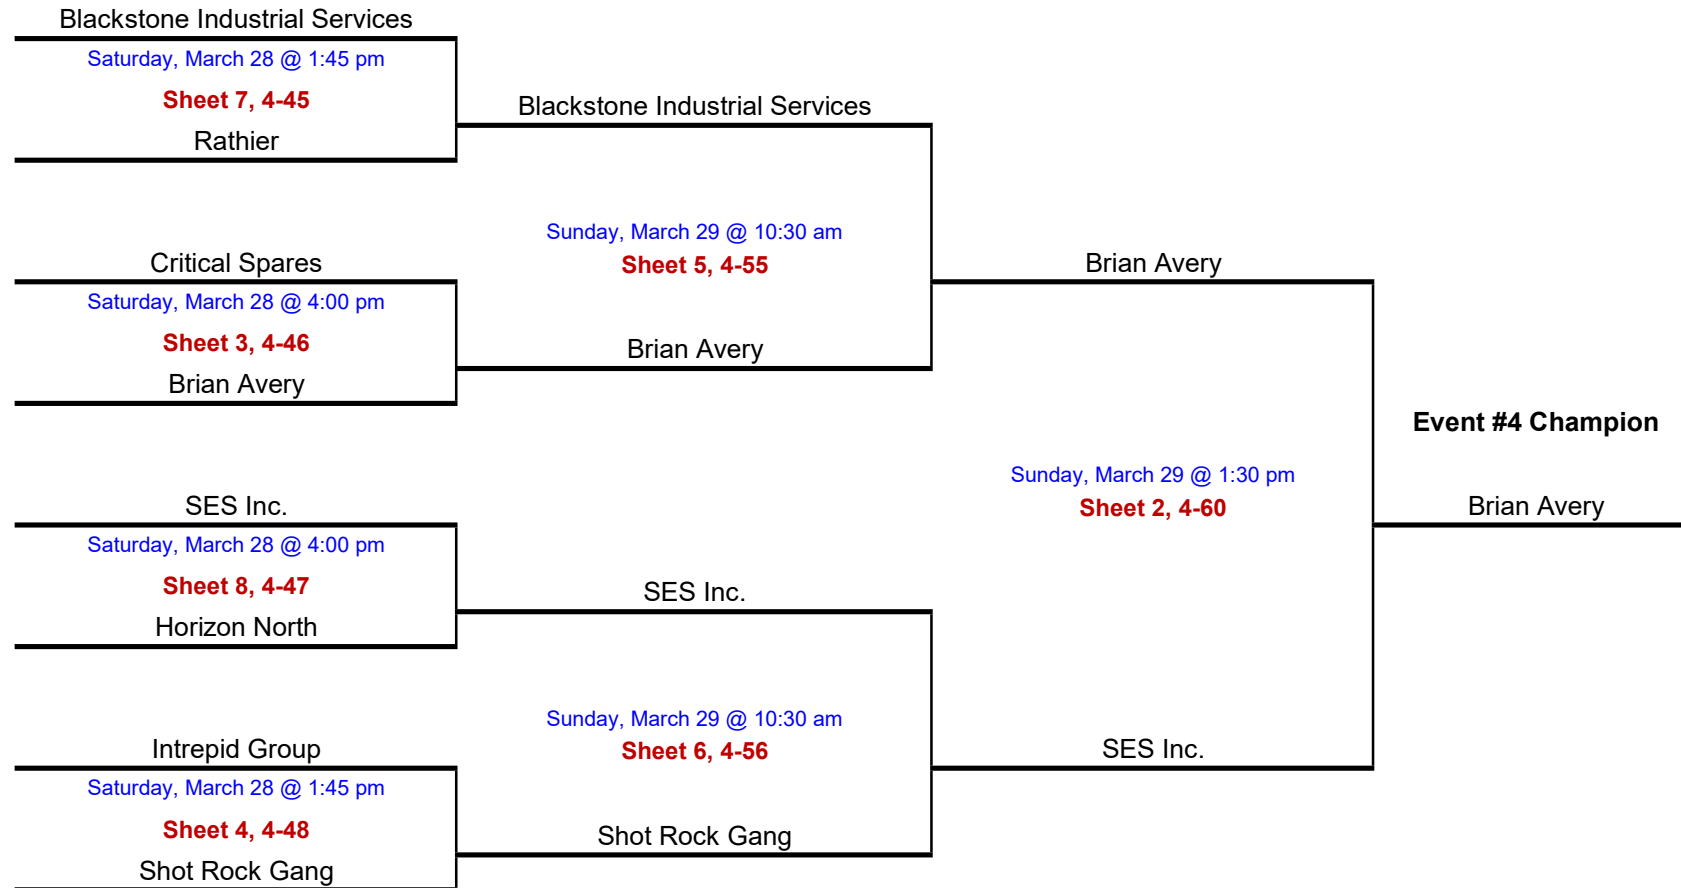 Blackstone Industrial Services
Saturday, March 28 @ 1:45 pm
Sheet 7, 4-45
Rathier
Blackstone Industrial Services
Sunday, March 29 @ 10:30 am
Sheet 5, 4-55
Critical Spares
Saturday, March 28 @ 4:00 pm
Sheet 3, 4-46
Brian Avery
Brian Avery
Brian Avery
Event #4 Champion
Sunday, March 29 @ 1:30 pm
Sheet 2, 4-60
Brian Avery
SES Inc.
Saturday, March 28 @ 4:00 pm
Sheet 8, 4-47
Horizon North
SES Inc.
Sunday, March 29 @ 10:30 am
Sheet 6, 4-56
SES Inc.
Intrepid Group
Saturday, March 28 @ 1:45 pm
Sheet 4, 4-48
Shot Rock Gang
Shot Rock Gang